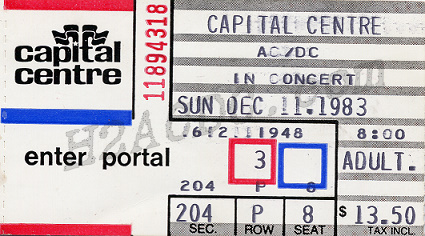 capital
centre
enter portal
11894318
CAPITAL CENTRE
AC/DC
IN CONCERT
SUN DEC 11.1983
8:00
3
ADULT.
204 P 8
204 P 8 $13.50
SEC. ROW SEAT TAX INCL.